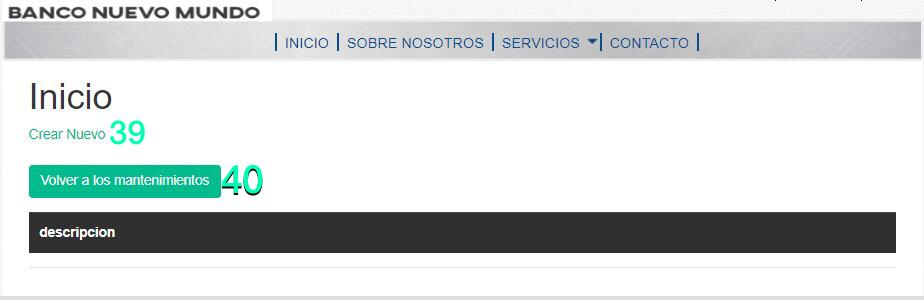 BANCO NUEVO MUNDO
INICIO SOBRE NOSOTROS SERVICIOS CONTACTO
Inicio
Crear Nuevo 39
Volver a los mantenimientos 40
descripcion